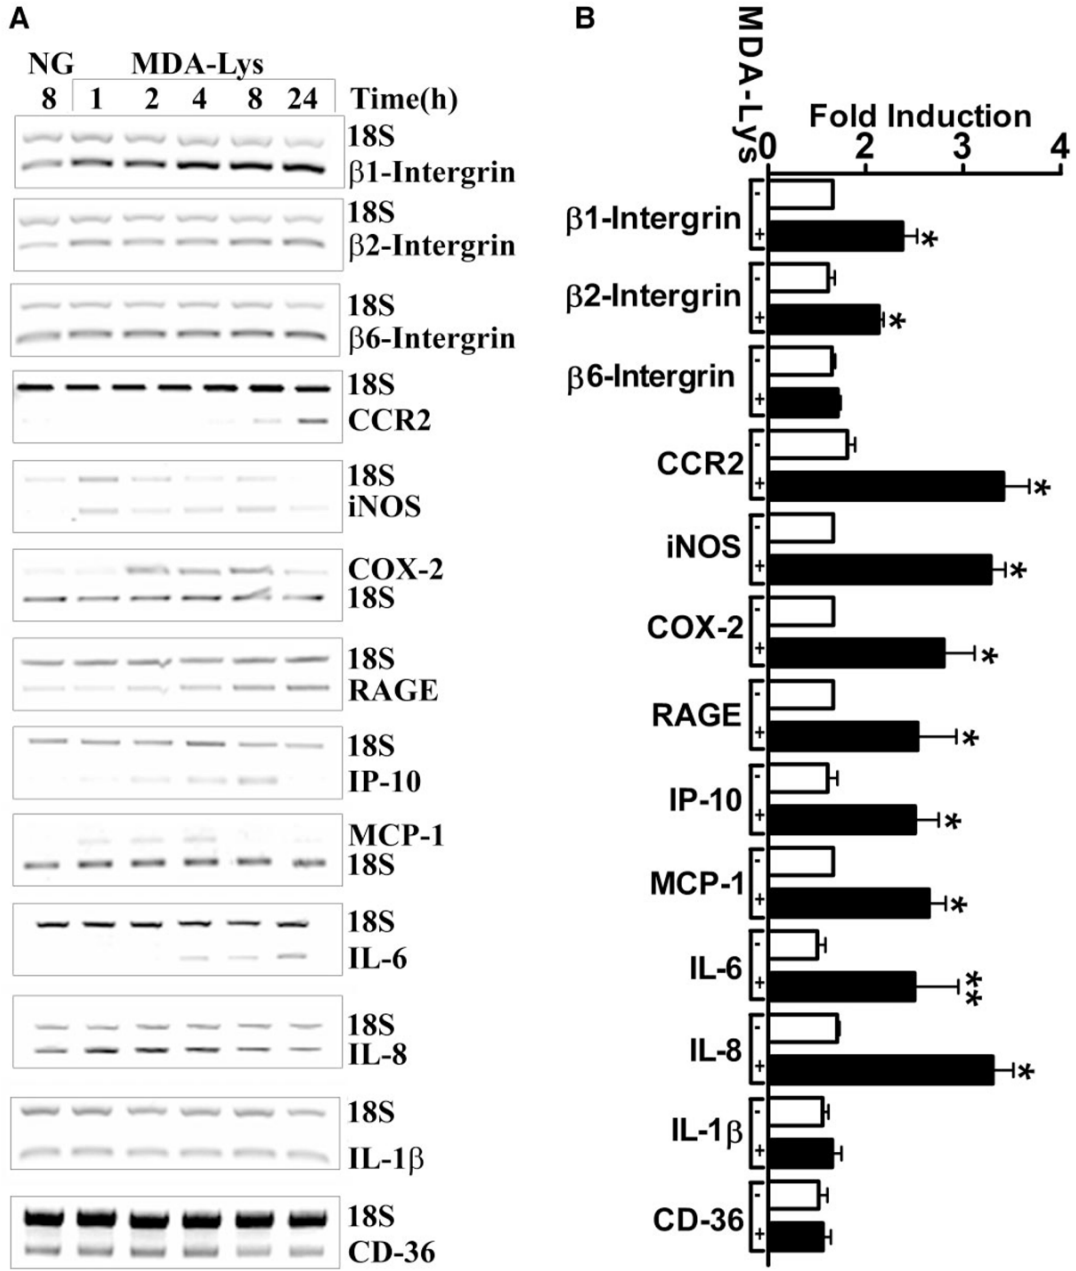 A
NG MDA-Lys
8 1 2 4 8 24 Time(h)
18S
β1-Intergrin
18S
β2-Intergrin
18S
β6-Intergrin
18S
CCR2
18S
iNOS
COX-2
18S
18S
RAGE
18S
IP-10
MCP-1
18S
18S
IL-6
18S
IL-8
18S
IL-1β
18S
CD-36
B
MDA-Lys
Fold Induction
0 2 3 4
β1-Intergrin
-
+ *
β2-Intergrin
-
+ *
β6-Intergrin
-
+
CCR2
-
+ *
iNOS
-
+ *
COX-2
-
+ *
RAGE
-
+ *
IP-10
-
+ *
MCP-1
-
+ *
IL-6
-
+ **
IL-8
-
+ *
IL-1β
-
+
CD-36
-
+